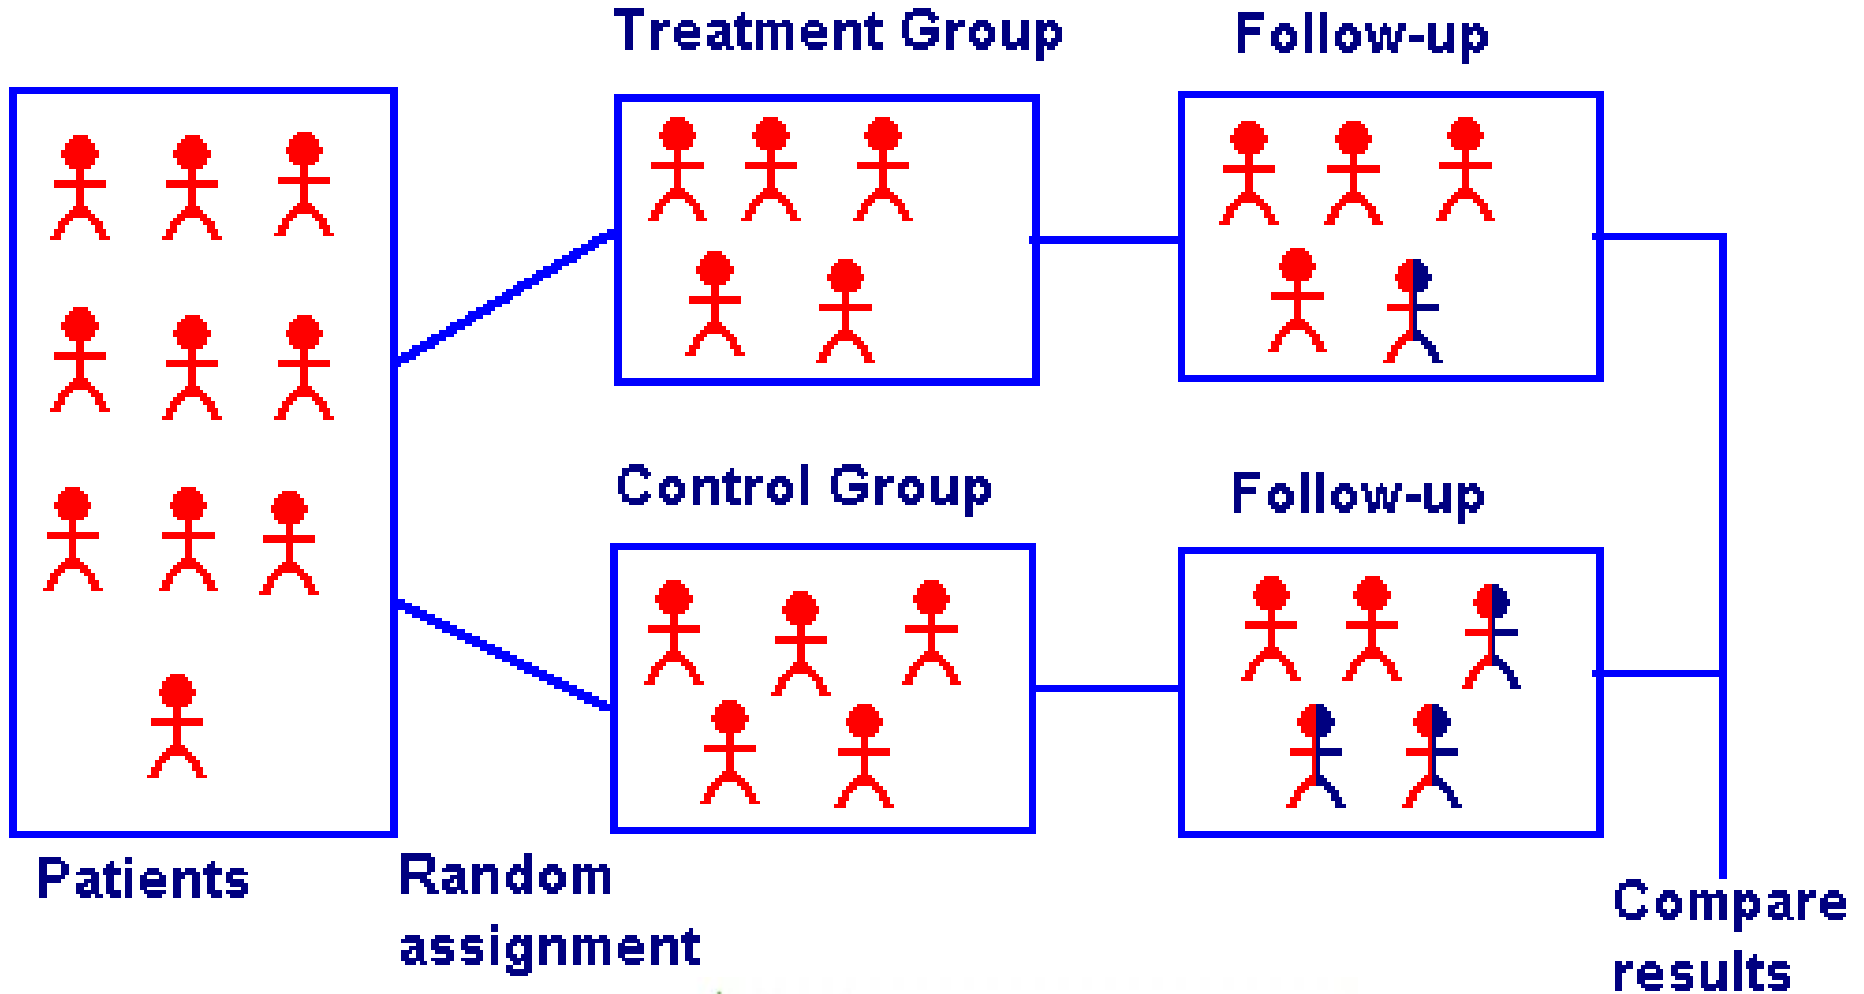 Treatment Group
Follow-up
Control Group
Follow-up
Patients
Random
assignment
Compare
results